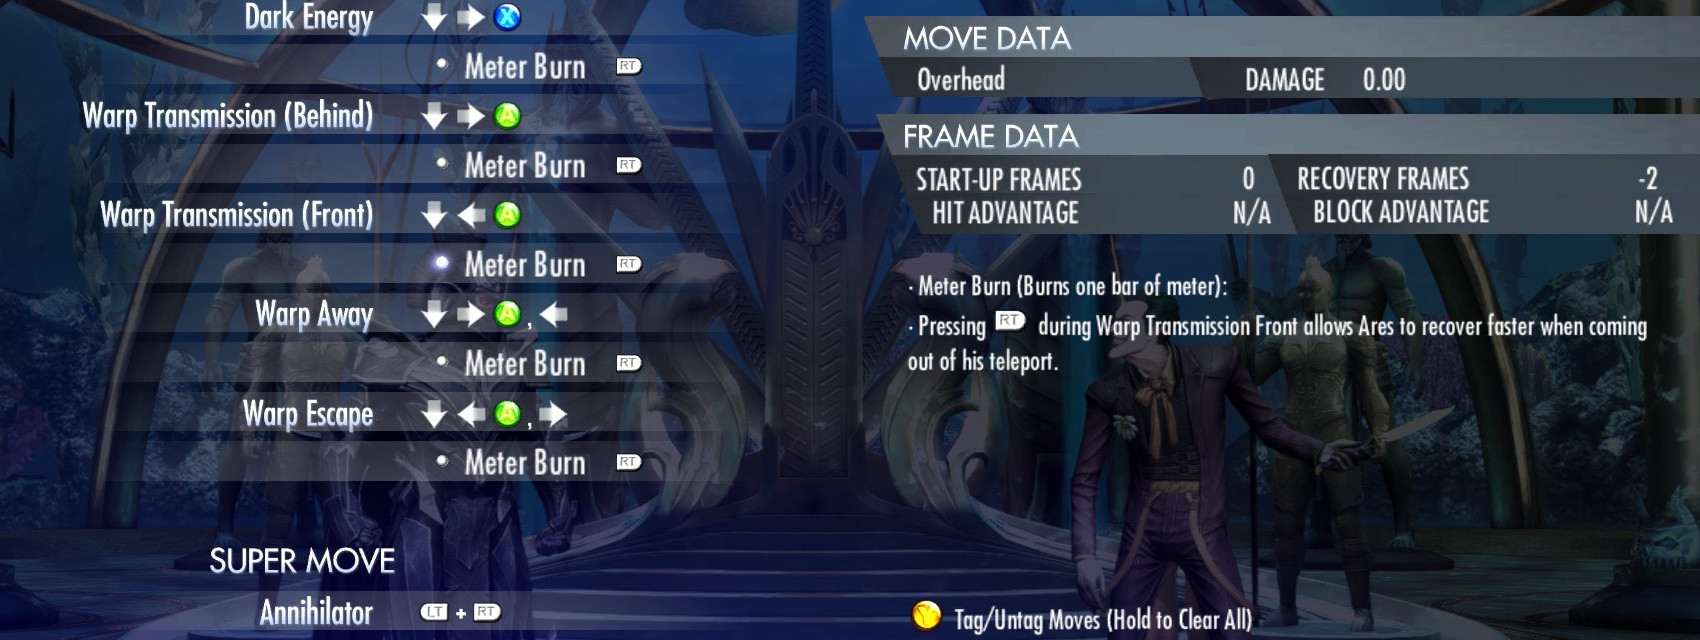 Dark Energy X
Meter Burn RT
Warp Transmission (Behind) A
Meter Burn RT
Warp Transmission (Front) A
Meter Burn RT
Warp Away A ,
Meter Burn RT
Warp Escape A ,
Meter Burn RT
SUPER MOVE
Annihilator LT + RT
MOVE DATA
Overhead DAMAGE 0.00
FRAME DATA
START-UP FRAMES 0 RECOVERY FRAMES -2
HIT ADVANTAGE N/A BLOCK ADVANTAGE N/A
· Meter Burn (Burns one bar of meter):
· Pressing RT during Warp Transmission Front allows Ares to recover faster when coming
out of his teleport.
Y Tag/Untag Moves (Hold to Clear All)